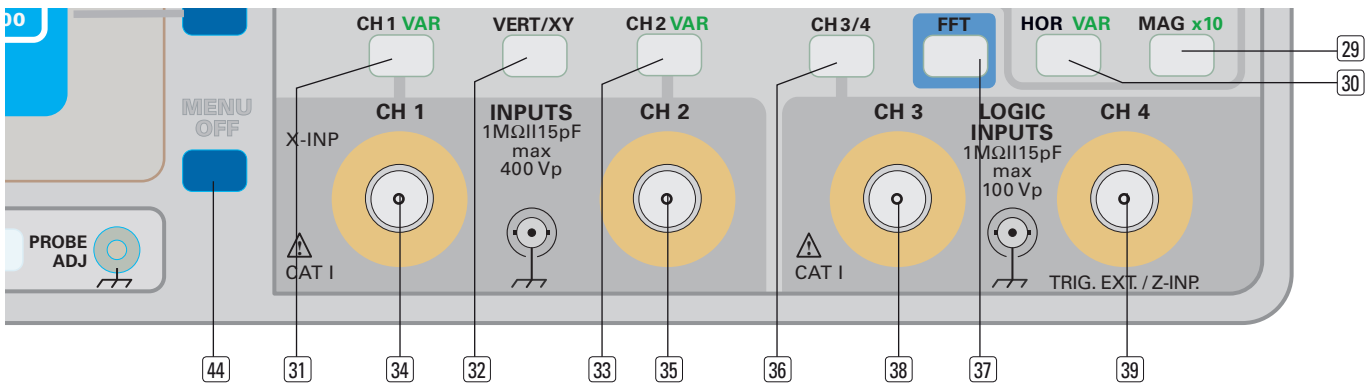 00
CH 1 VAR
VERT/XY
CH 2 VAR
CH 3/4
FFT
HOR VAR
MAG x10
29
30
MENU
OFF
X-INP
CH 1
INPUTS
1MΩII15pF
max
400 Vp
CH 2
CH 3
LOGIC
INPUTS
1MΩII15pF
max
100 Vp
CH 4
PROBE
ADJ
CAT I
CAT I
TRIG. EXT. / Z-INP.
44
31
34
32
33
35
36
38
37
39